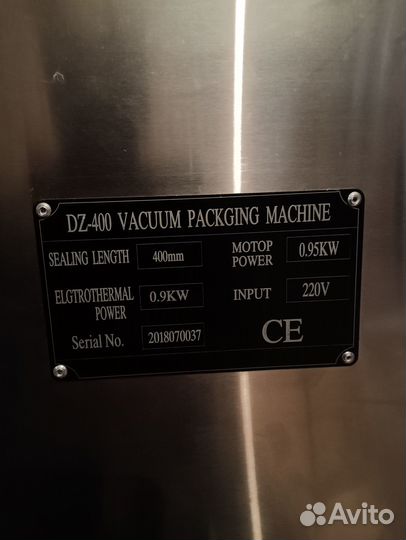 DZ-400 VACUUM PACKGING MACHINE
SEALING LENGTH 400mm MOTOP POWER 0.95KW
ELGTROTHERMAL POWER 0.9KW INPUT 220V
Serial No. 2018070037 CE
Avito